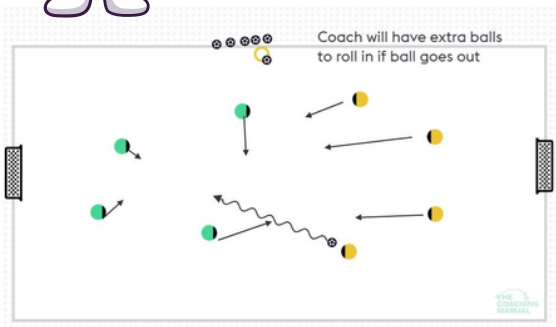 Coach will have extra balls
to roll in if ball goes out
THE
COACHING
MANUAL